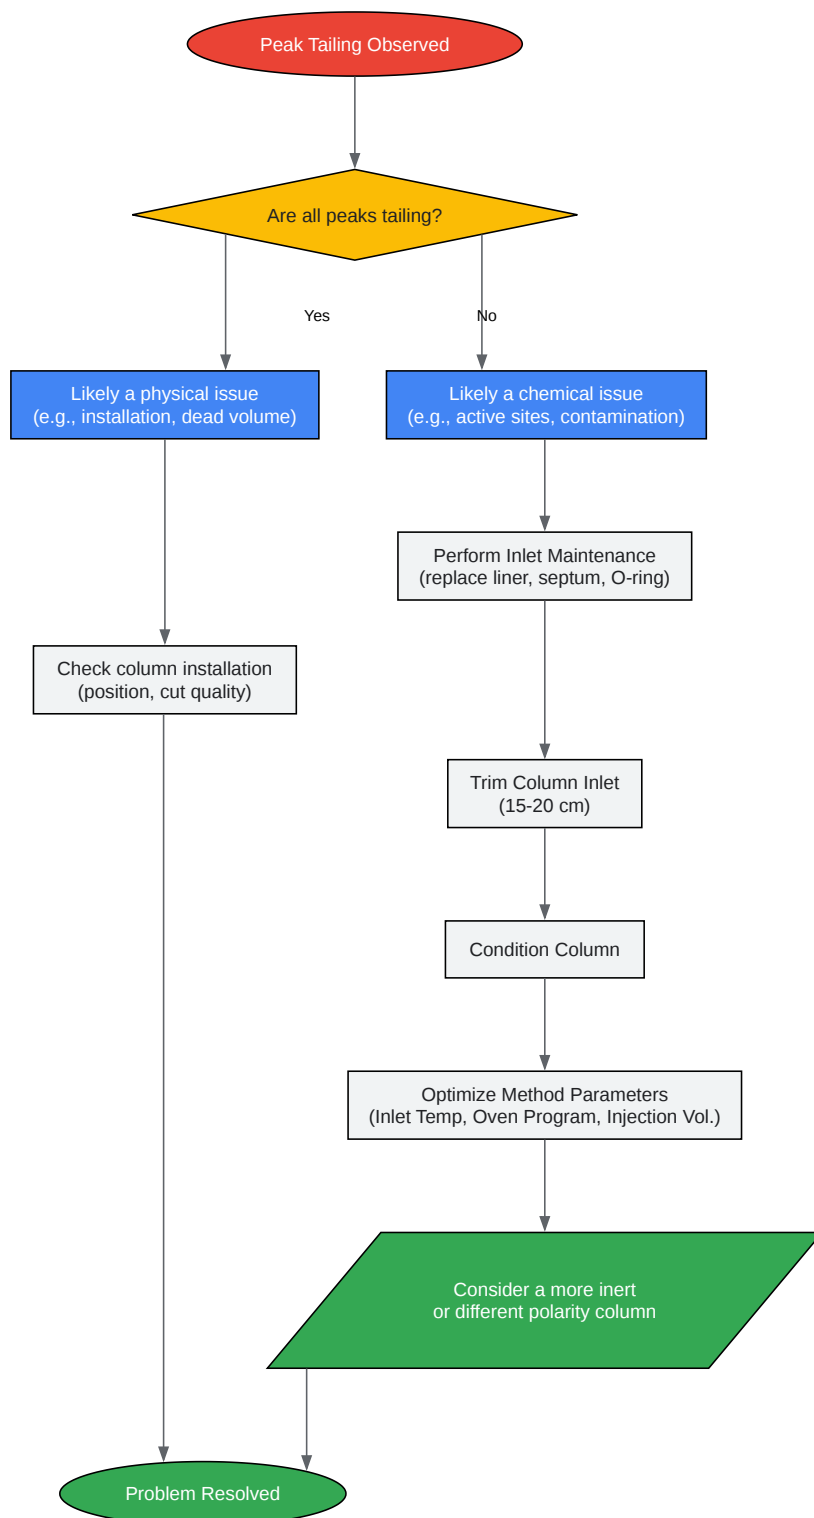 Peak Tailing Observed
Are all peaks tailing?
Yes
No
Likely a physical issue
(e.g., installation, dead volume)
Likely a chemical issue
(e.g., active sites, contamination)
Perform Inlet Maintenance
(replace liner, septum, O-ring)
Check column installation
(position, cut quality)
Trim Column Inlet
(15-20 cm)
Condition Column
Optimize Method Parameters
(Inlet Temp, Oven Program, Injection Vol.)
Consider a more inert
or different polarity column
Problem Resolved